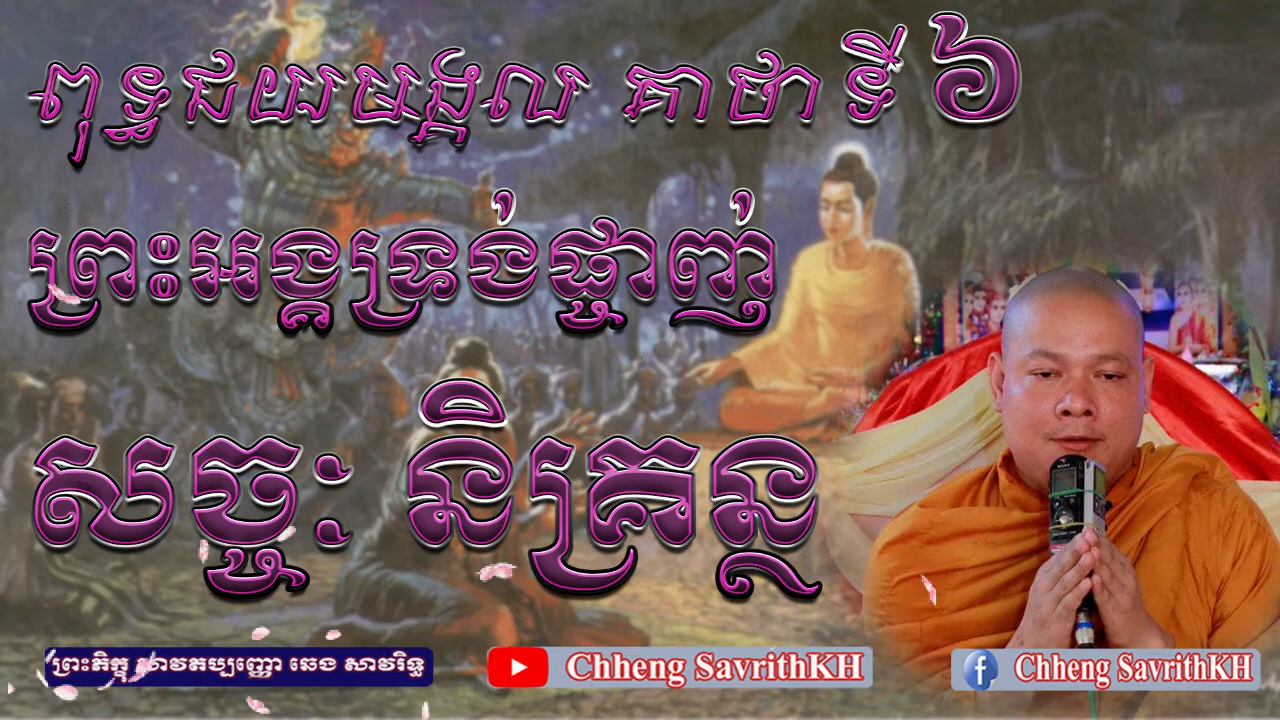 ពុទ្ធជយមង្គល គាថា ទី ៦
ព្រះអង្គទ្រង់ផ្ចាញ់
សច្ចៈ និគ្រន្ថ
ព្រះភិក្ខុ សាវតប្បញ្ញោ ឆេង សាវរិទ្ធ
Chheng SavrithKH
Chheng SavrithKH